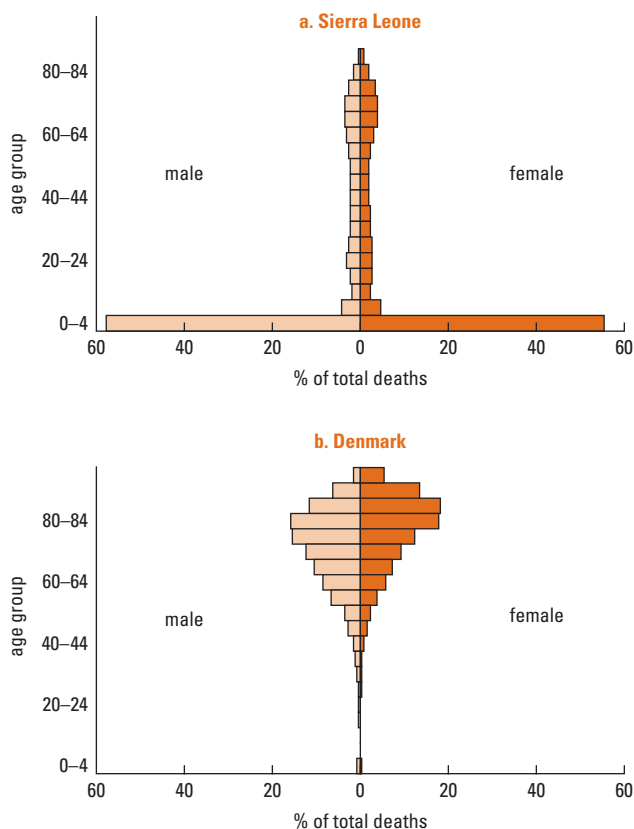 a. Sierra Leone
age group
80–84
60–64
male
female
40–44
20–24
0–4
60 40 20 0 20 40 60
% of total deaths
b. Denmark
age group
80–84
60–64
male
female
40–44
20–24
0–4
60 40 20 0 20 40 60
% of total deaths